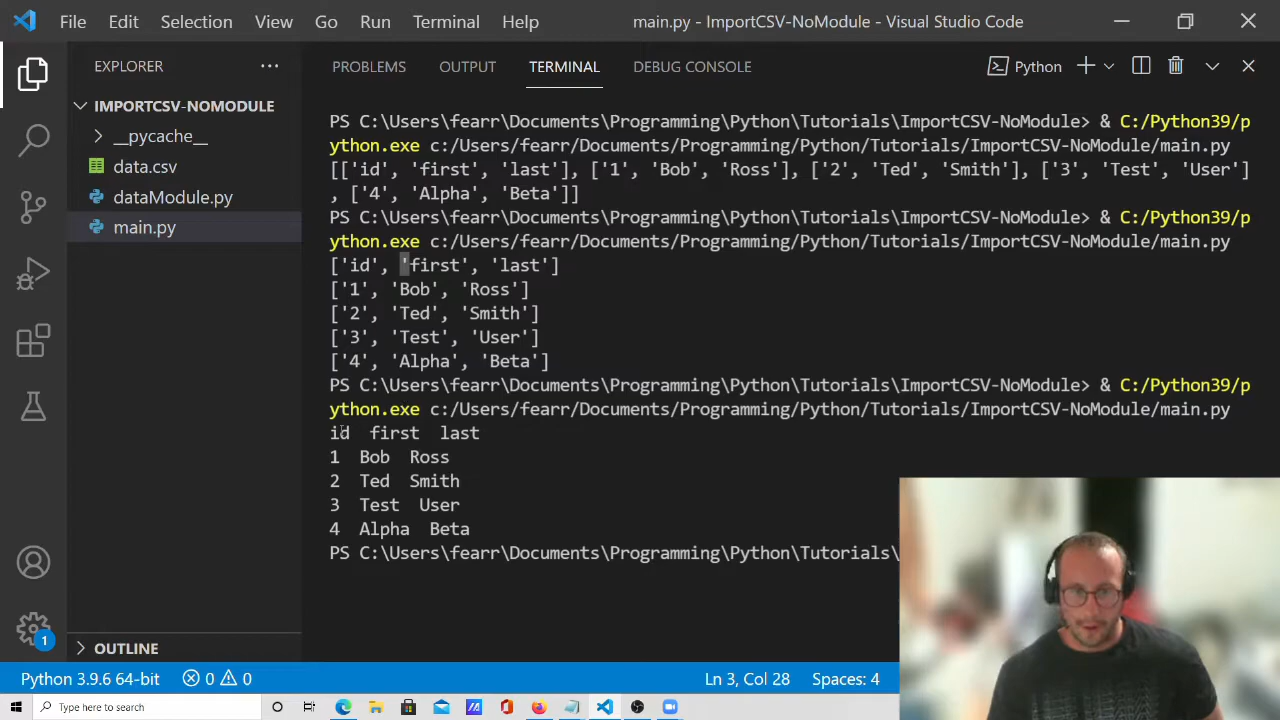 File Edit Selection View Go Run Terminal Help main.py - ImportCSV-NoModule - Visual Studio Code
EXPLORER
PROBLEMS OUTPUT TERMINAL DEBUG CONSOLE
Python
IMPORTCSV-NOMODULE
__pycache__
data.csv
dataModule.py
main.py
PS C:\Users\fearr\Documents\Programming\Python\Tutorials\ImportCSV-NoModule> & C:/Python39/p
ython.exe c:/Users/fearr/Documents/Programming/Python/Tutorials/ImportCSV-NoModule/main.py
[['id', 'first', 'last'], ['1', 'Bob', 'Ross'], ['2', 'Ted', 'Smith'], ['3', 'Test', 'User']
, ['4', 'Alpha', 'Beta']]
PS C:\Users\fearr\Documents\Programming\Python\Tutorials\ImportCSV-NoModule> & C:/Python39/p
ython.exe c:/Users/fearr/Documents/Programming/Python/Tutorials/ImportCSV-NoModule/main.py
['id', 'first', 'last']
['1', 'Bob', 'Ross']
['2', 'Ted', 'Smith']
['3', 'Test', 'User']
['4', 'Alpha', 'Beta']
PS C:\Users\fearr\Documents\Programming\Python\Tutorials\ImportCSV-NoModule> & C:/Python39/p
ython.exe c:/Users/fearr/Documents/Programming/Python/Tutorials/ImportCSV-NoModule/main.py
id first last
1 Bob Ross
2 Ted Smith
3 Test User
4 Alpha Beta
PS C:\Users\fearr\Documents\Programming\Python\Tutorials\
OUTLINE
1
Python 3.9.6 64-bit 0 0 Ln 3, Col 28 Spaces: 4
Type here to search